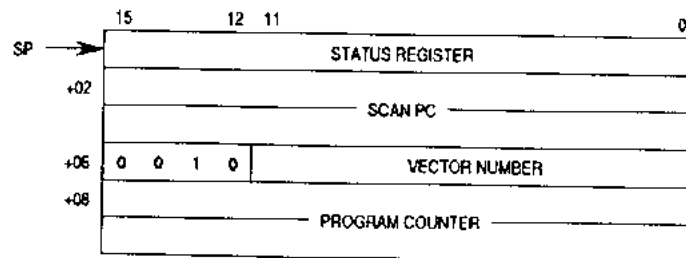 15 12 11 0
SP STATUS REGISTER
+02
SCAN PC
+06 0 0 1 0 VECTOR NUMBER
+08
PROGRAM COUNTER